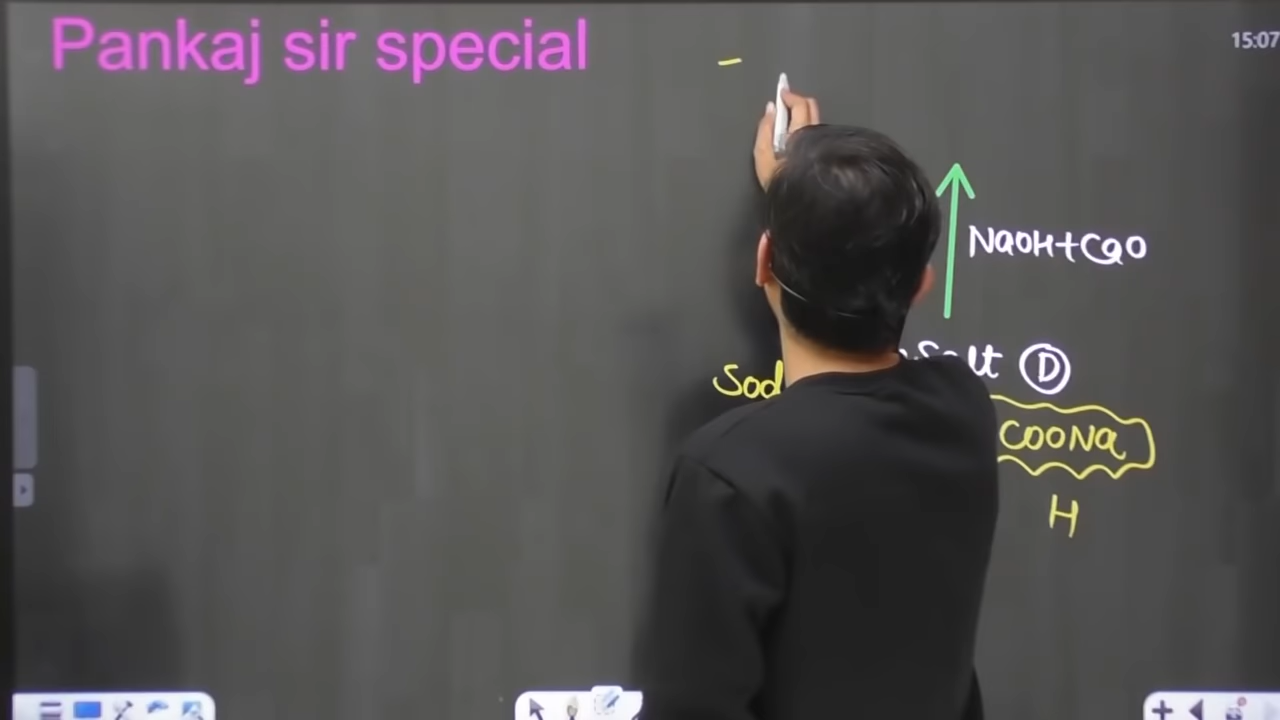 Pankaj sir special
15:07
NaOH+CaO
Salt D
COONa
H